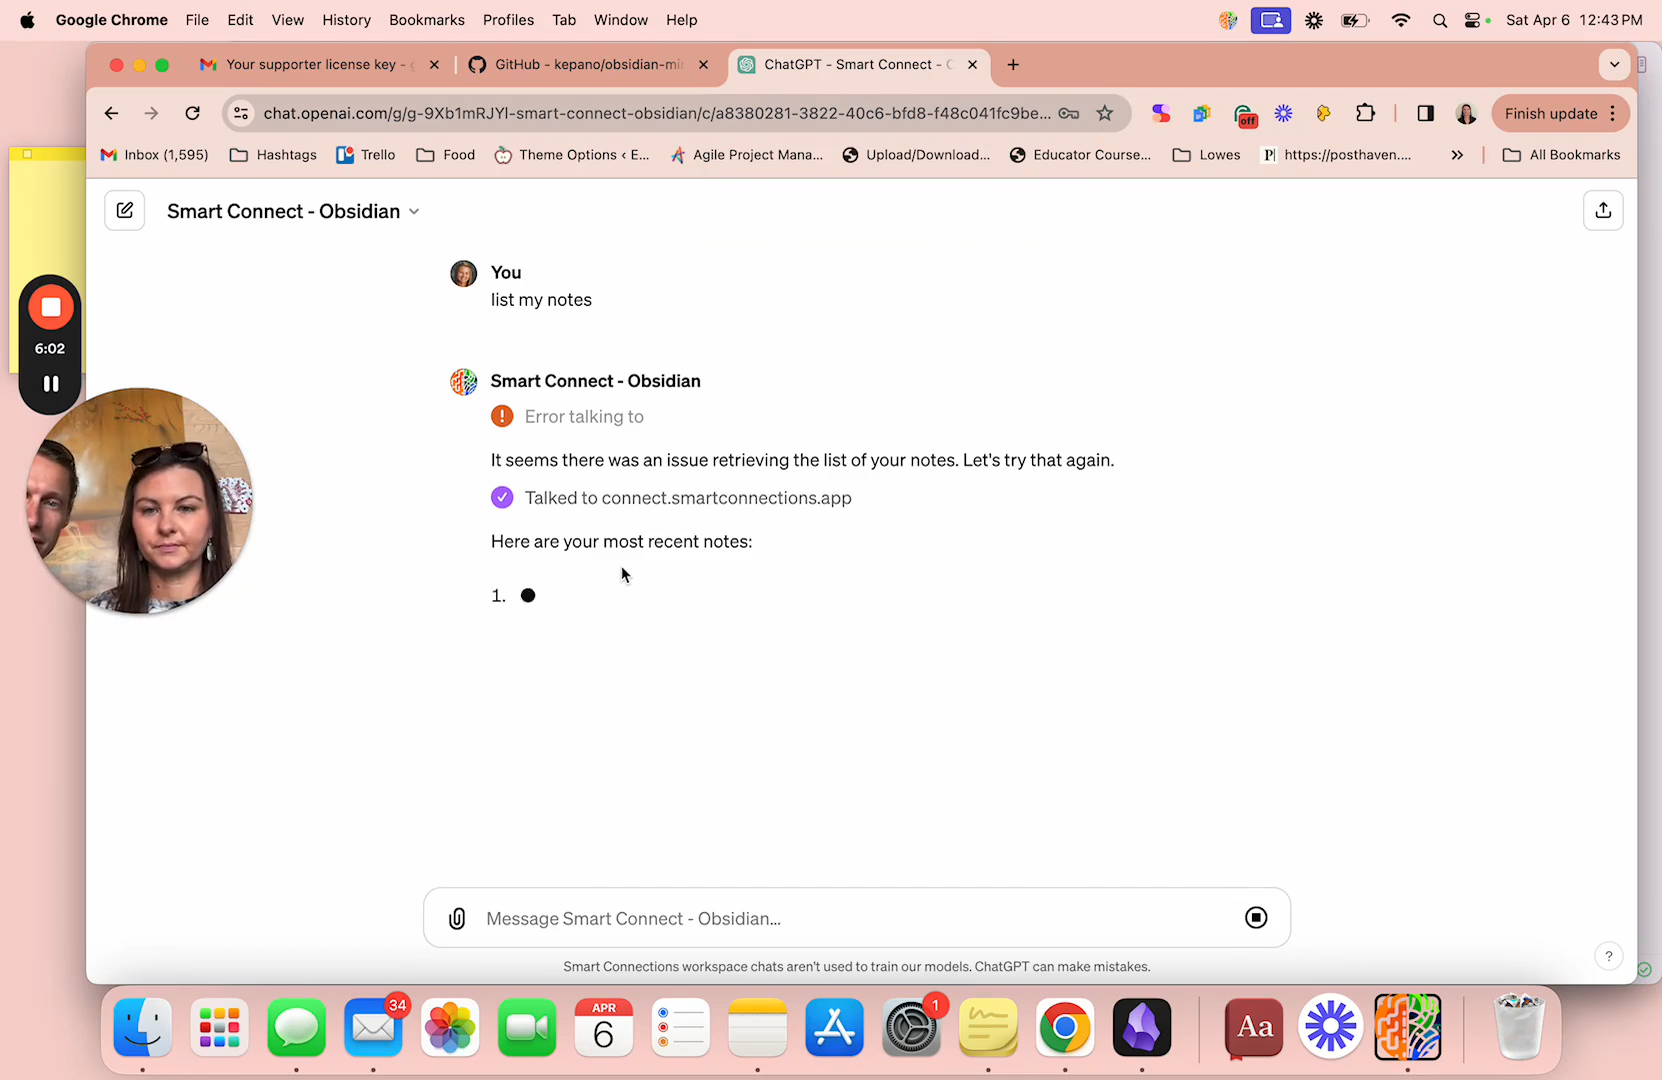 Google Chrome File Edit View History Bookmarks Profiles Tab Window Help Sat Apr 6 12:43 PM
Your supporter license key - GitHub - kepano/obsidian-mi ChatGPT - Smart Connect -
chat.openai.com/g/g-9Xb1mRJYI-smart-connect-obsidian/c/a8380281-3822-40c6-bfd8-f48c041fc9be... off Finish update
Inbox (1,595) Hashtags Trello Food Theme Options ‹ E... Agile Project Mana... Upload/Download... Educator Course... Lowes P| https://posthaven.... » All Bookmarks
Smart Connect - Obsidian
You
list my notes
6:02
Smart Connect - Obsidian
! Error talking to
It seems there was an issue retrieving the list of your notes. Let's try that again.
Talked to connect.smartconnections.app
Here are your most recent notes:
1.
Message Smart Connect - Obsidian...
?
Smart Connections workspace chats aren't used to train our models. ChatGPT can make mistakes.
34 APR 6 1 Aa